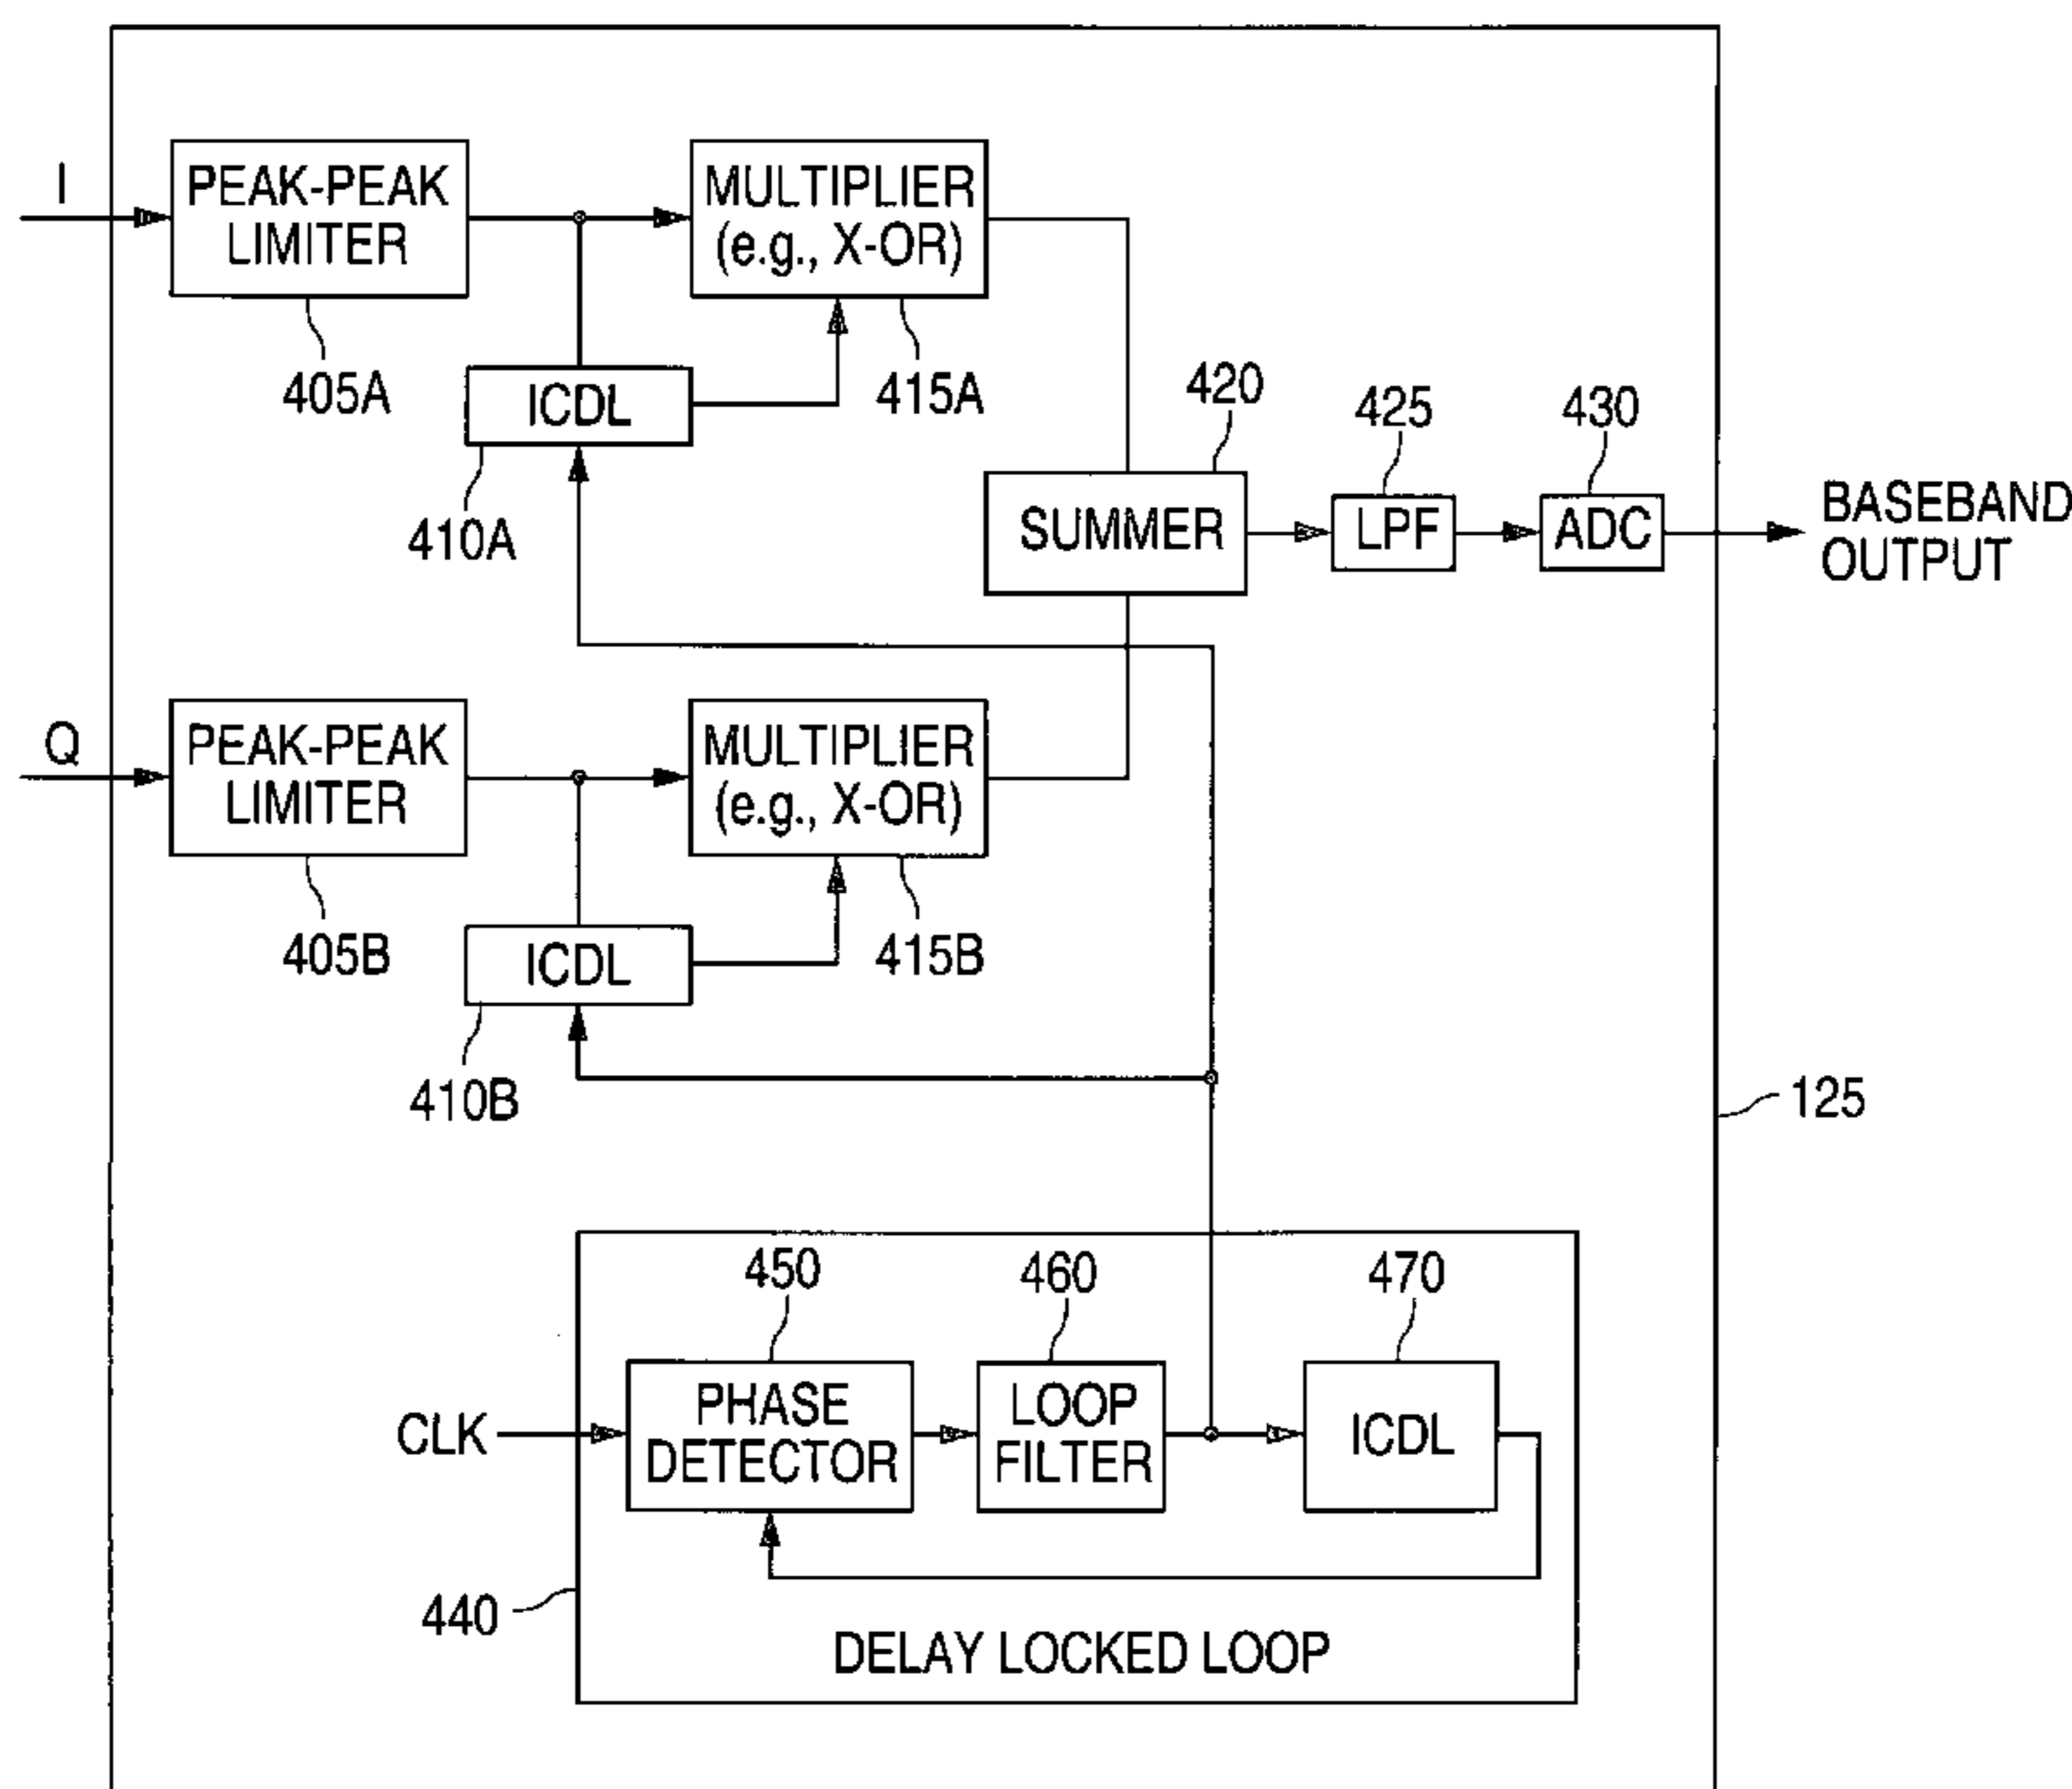 I
PEAK-PEAK
LIMITER
MULTIPLIER
(e.g., X-OR)
405A
ICDL
415A
410A
420
425
430
SUMMER
LPF
ADC
BASEBAND
OUTPUT
Q
PEAK-PEAK
LIMITER
MULTIPLIER
(e.g., X-OR)
405B
ICDL
415B
410B
125
450
460
470
CLK
PHASE
DETECTOR
LOOP
FILTER
ICDL
440
DELAY LOCKED LOOP